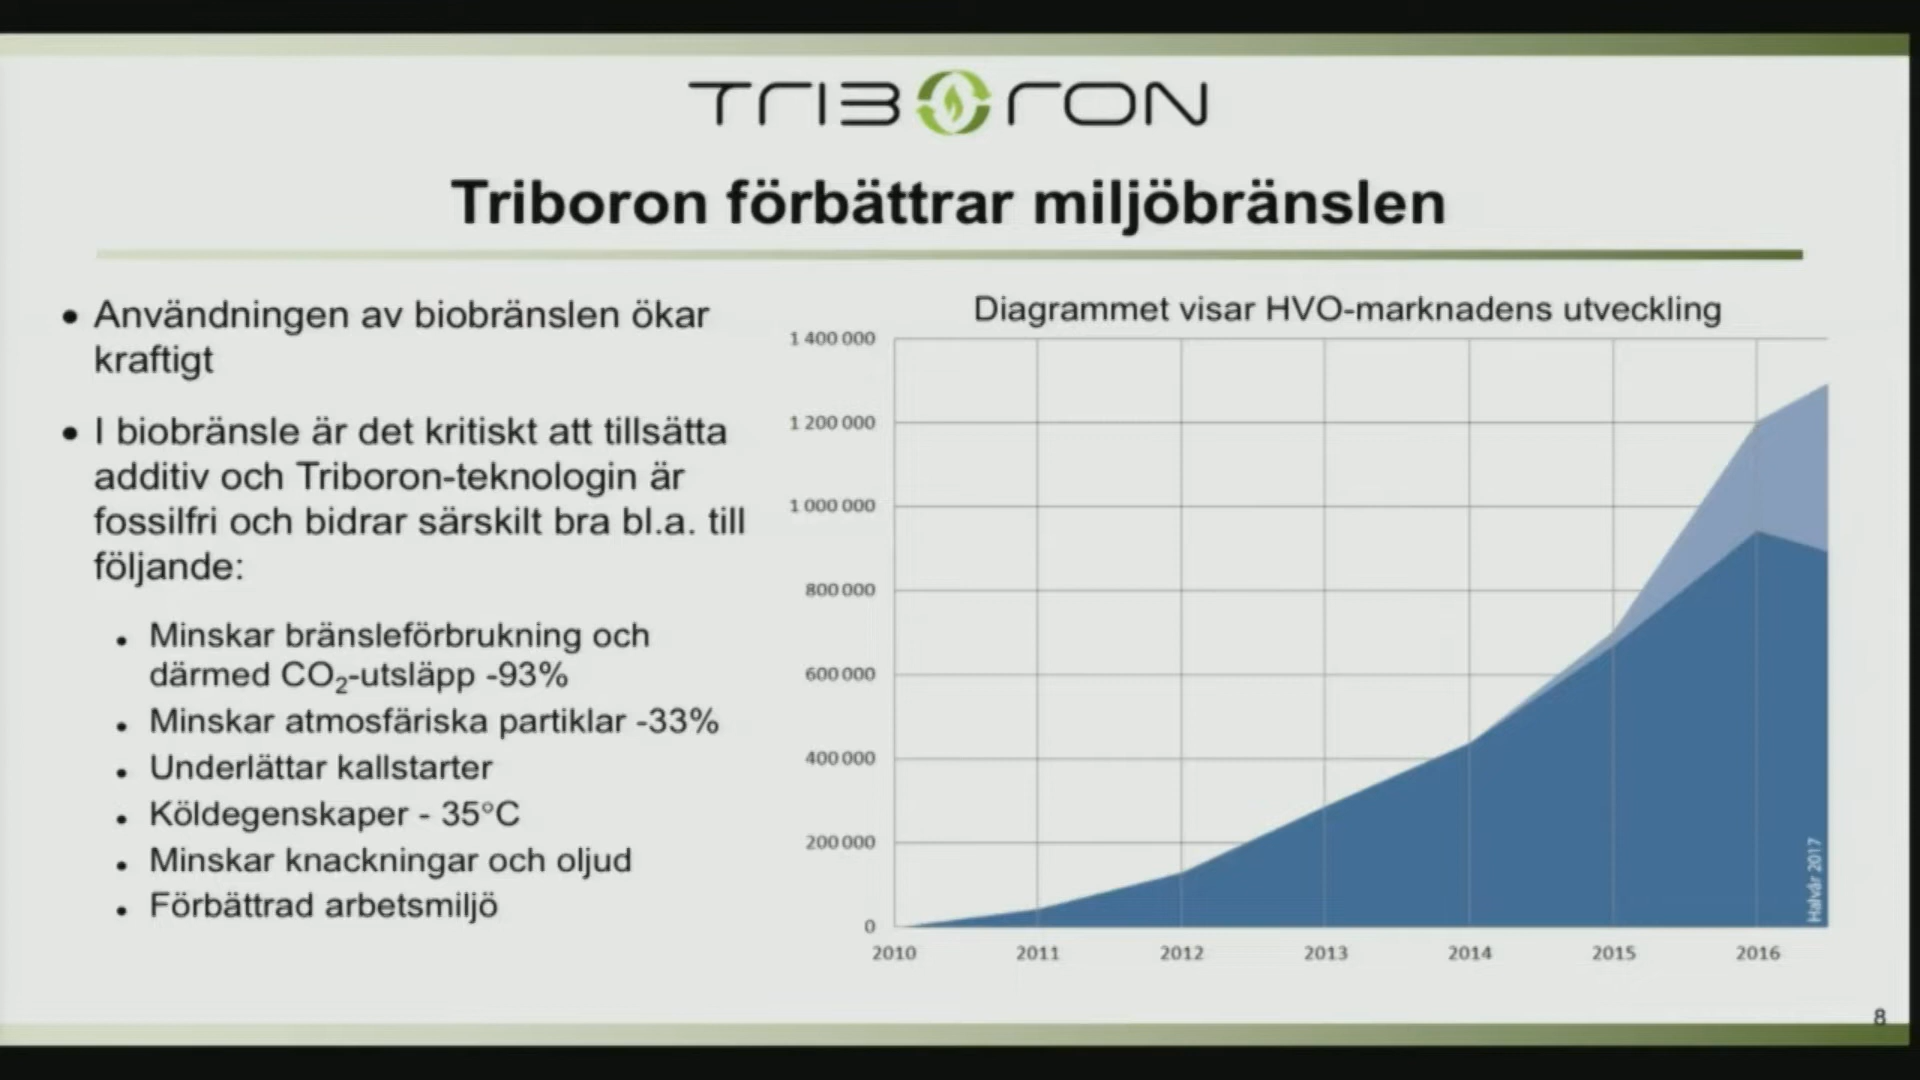 TRIBORON
Triboron förbättrar miljöbränslen
• Användningen av biobränslen ökar
kraftigt
• I biobränsle är det kritiskt att tillsätta
additiv och Triboron-teknologin är
fossilfri och bidrar särskilt bra bl.a. till
följande:
• Minskar bränsleförbrukning och
därmed CO₂-utsläpp -93%
• Minskar atmosfäriska partiklar -33%
• Underlättar kallstarter
• Köldegenskaper - 35°C
• Minskar knackningar och oljud
• Förbättrad arbetsmiljö
Diagrammet visar HVO-marknadens utveckling
1 400 000
1 200 000
1 000 000
800 000
600 000
400 000
200 000
0
2010 2011 2012 2013 2014 2015 2016
Halvår 2017
8